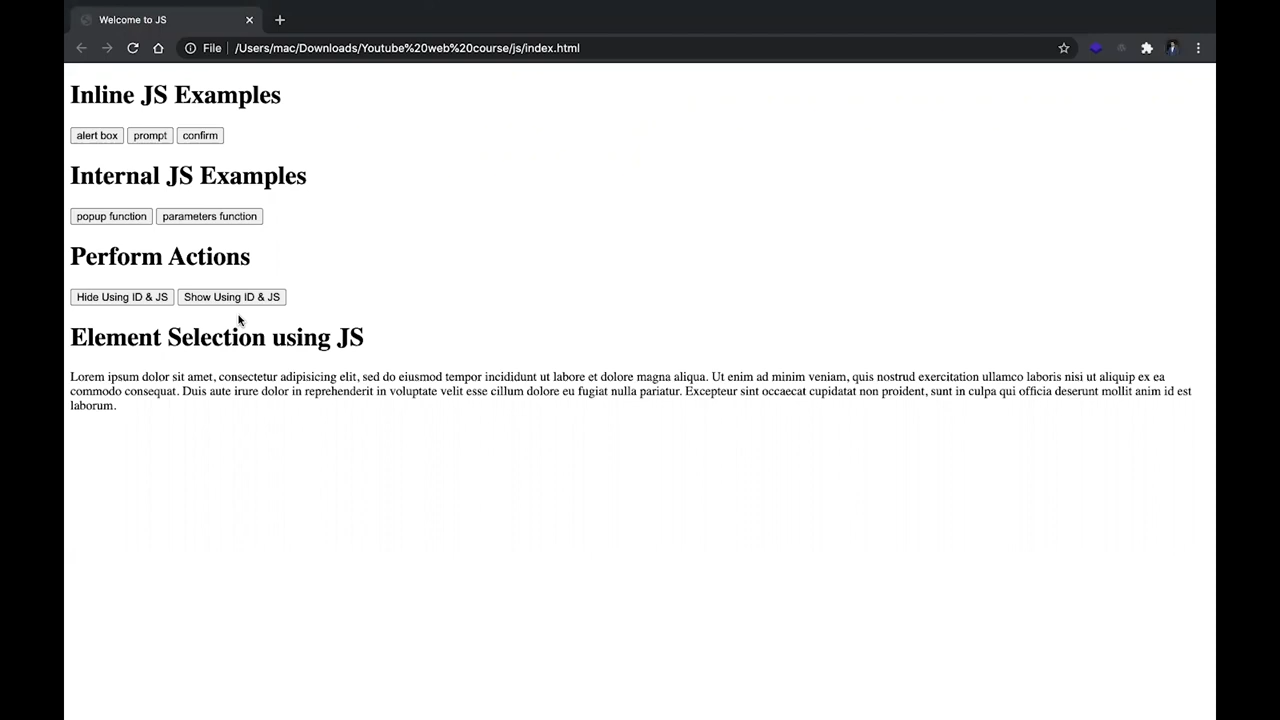 Welcome to JS
File /Users/mac/Downloads/Youtube%20web%20course/js/index.html
Inline JS Examples
alert box prompt confirm
Internal JS Examples
popup function parameters function
Perform Actions
Hide Using ID & JS Show Using ID & JS
Element Selection using JS
Lorem ipsum dolor sit amet, consectetur adipisicing elit, sed do eiusmod tempor incididunt ut labore et dolore magna aliqua. Ut enim ad minim veniam, quis nostrud exercitation ullamco laboris nisi ut aliquip ex ea
commodo consequat. Duis aute irure dolor in reprehenderit in voluptate velit esse cillum dolore eu fugiat nulla pariatur. Excepteur sint occaecat cupidatat non proident, sunt in culpa qui officia deserunt mollit anim id est
laborum.